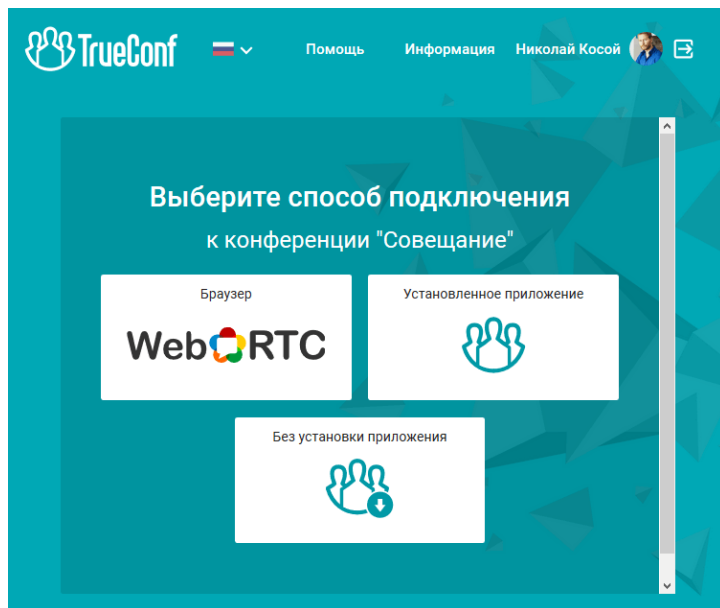 TrueConf
Помощь
Информация
Николай Косой
Выберите способ подключения
к конференции "Совещание"
Браузер
Установленное приложение
WebRTC
Без установки приложения